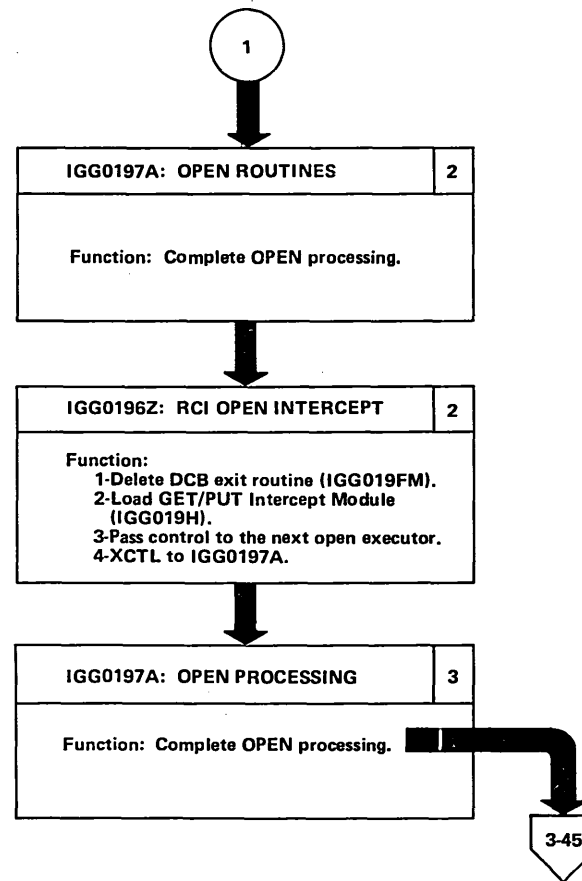 1
IGG0197A: OPEN ROUTINES 2
Function: Complete OPEN processing.
IGG0196Z: RCI OPEN INTERCEPT 2
Function:
1-Delete DCB exit routine (IGG019FM).
2-Load GET/PUT Intercept Module
(IGG019H).
3-Pass control to the next open executor.
4-XCTL to IGG0197A.
IGG0197A: OPEN PROCESSING 3
Function: Complete OPEN processing.
3-45